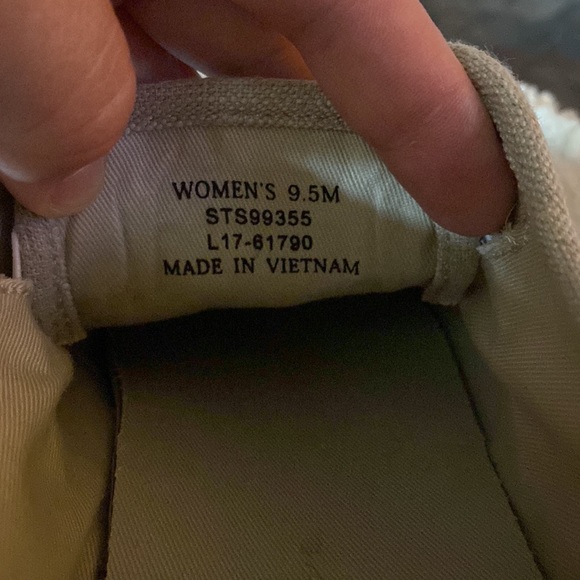 WOMEN'S 9.5M
STS99355
L17-61790
MADE IN VIETNAM